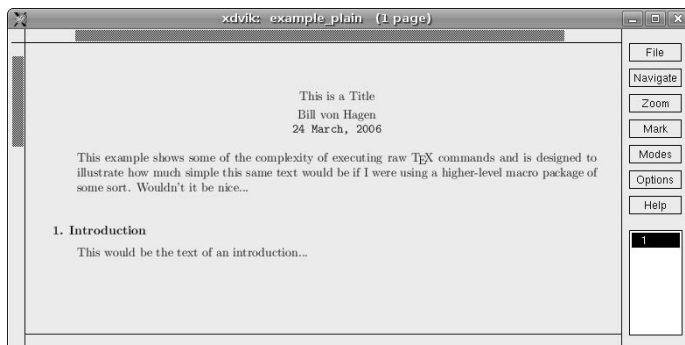 xdvik: example_plain (1 page)
This is a Title
Bill von Hagen
24 March, 2006
This example shows some of the complexity of executing raw TEX commands and is designed to
illustrate how much simple this same text would be if I were using a higher-level macro package of
some sort. Wouldn't it be nice...
1. Introduction
This would be the text of an introduction...
File
Navigate
Zoom
Mark
Modes
Options
Help
1